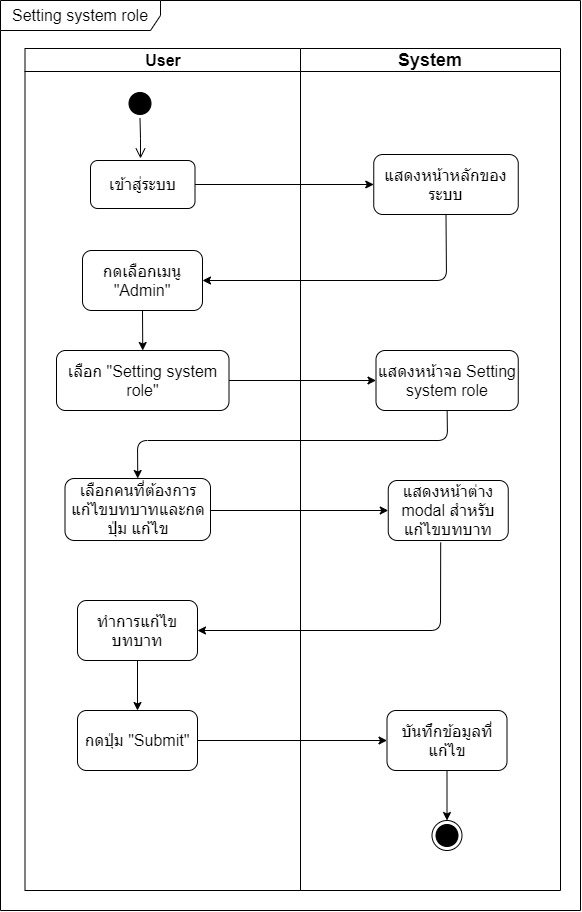 Setting system role
User
System
เข้าสู่ระบบ
แสดงหน้าหลักของ
ระบบ
กดเลือกเมนู
"Admin"
เลือก "Setting system
role"
แสดงหน้าจอ Setting
system role
เลือกคนที่ต้องการ
แก้ไขบทบาทและกด
ปุ่ม แก้ไข
แสดงหน้าต่าง
modal สำหรับ
แก้ไขบทบาท
ทำการแก้ไข
บทบาท
กดปุ่ม "Submit"
บันทึกข้อมูลที่
แก้ไข